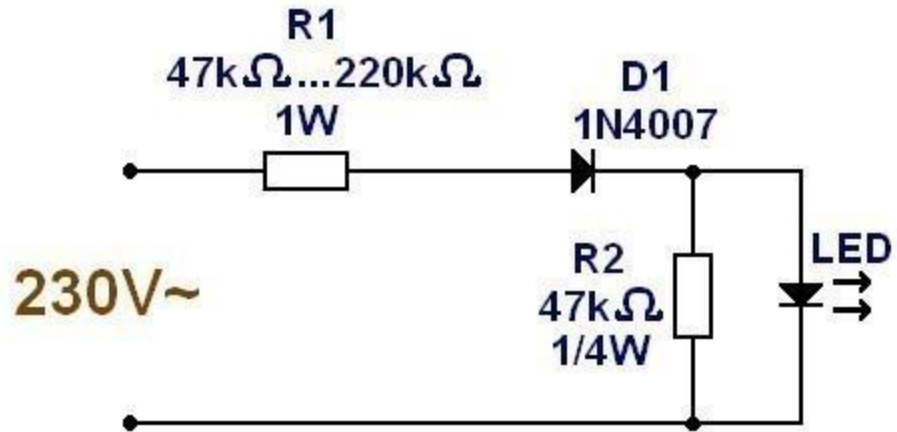 R1
47kΩ...220kΩ
1W
D1
1N4007
230V~
R2
47kΩ
1/4W
LED